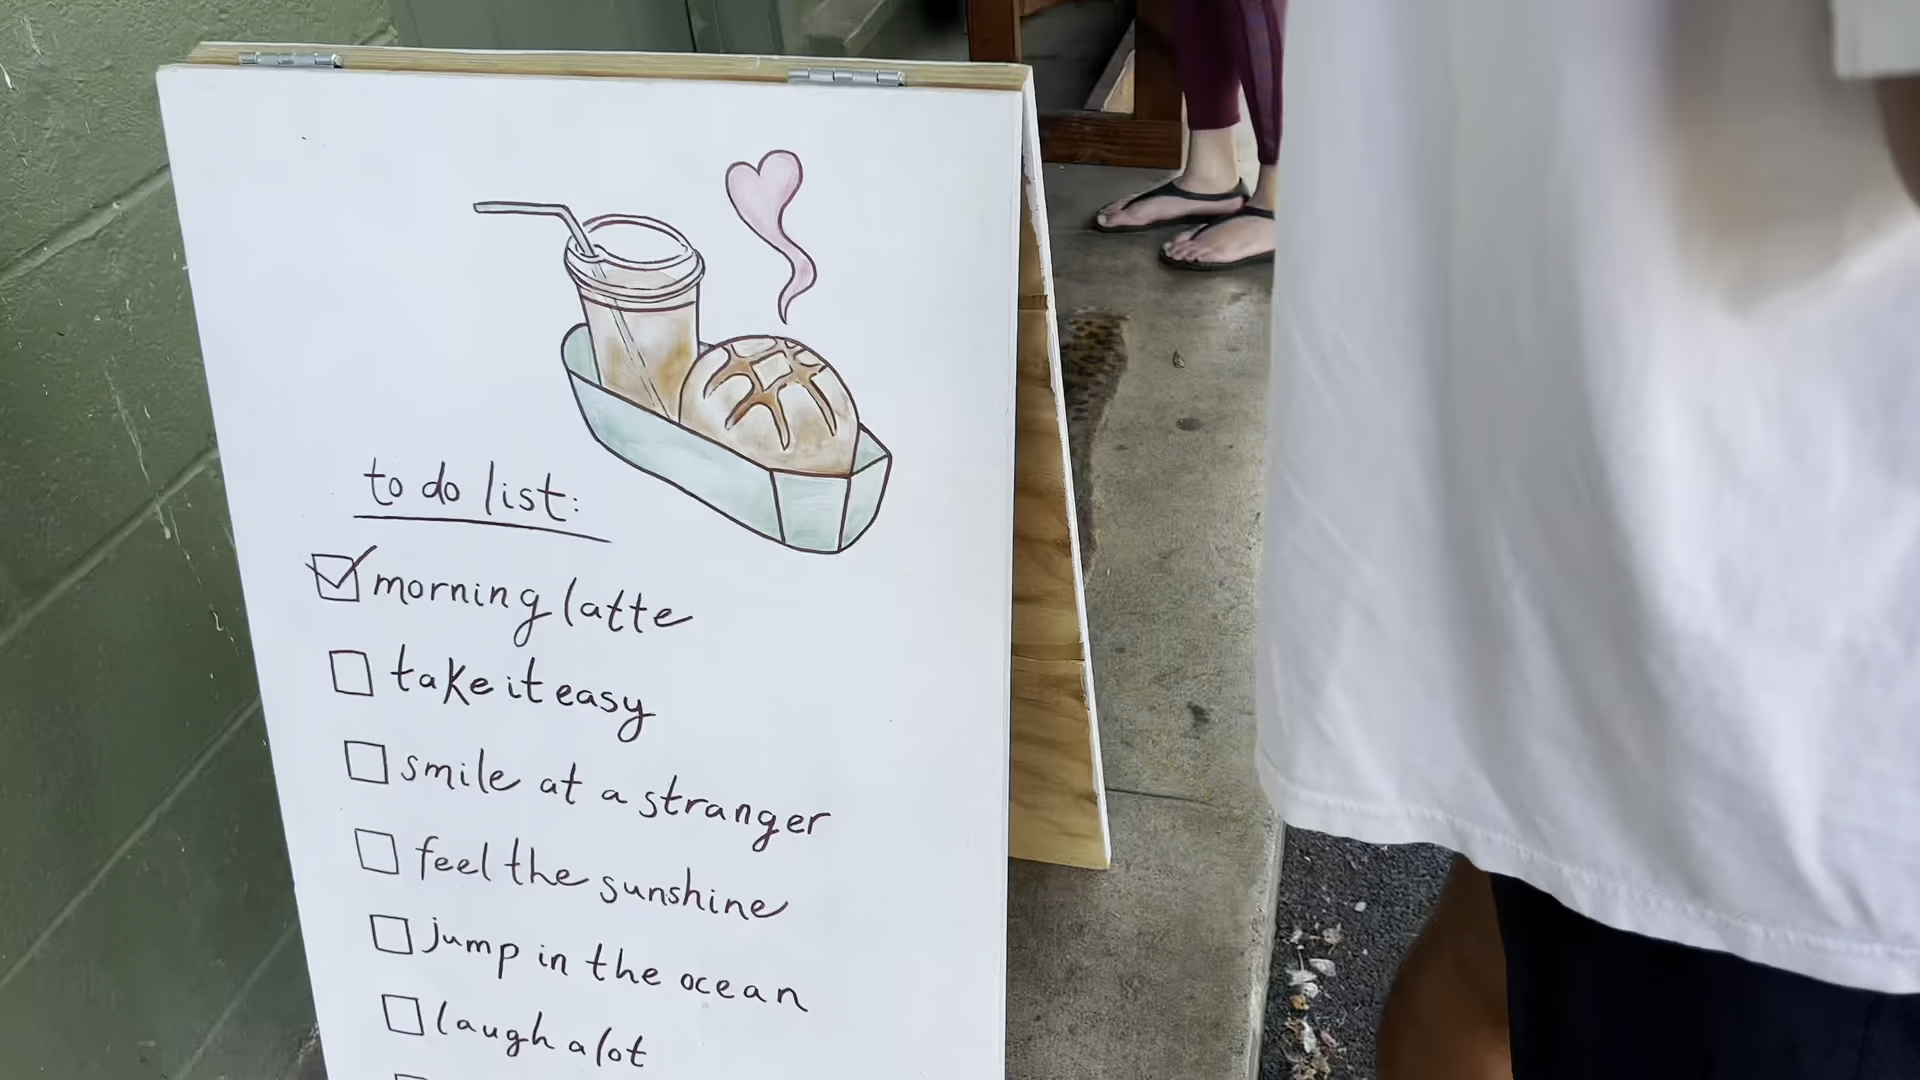 to do list:
morning latte
take it easy
smile at a stranger
feel the sunshine
jump in the ocean
laugh a lot